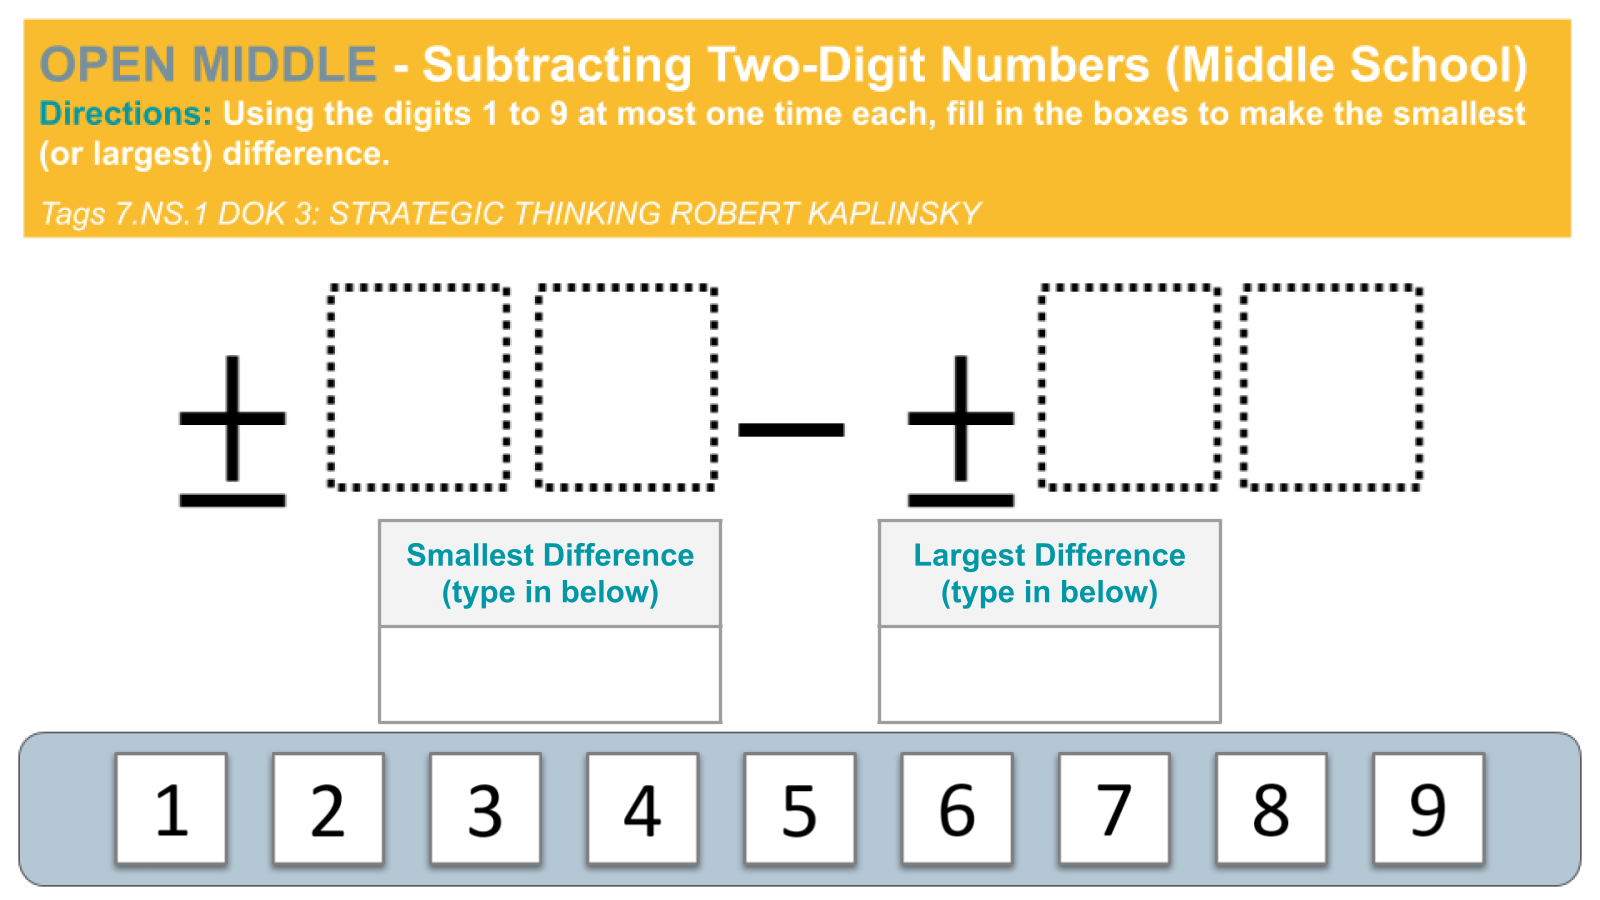 OPEN MIDDLE - Subtracting Two-Digit Numbers (Middle School)
Directions: Using the digits 1 to 9 at most one time each, fill in the boxes to make the smallest
(or largest) difference.
Tags 7.NS.1 DOK 3: STRATEGIC THINKING ROBERT KAPLINSKY
± − ±
Smallest Difference
(type in below)
Largest Difference
(type in below)
1 2 3 4 5 6 7 8 9